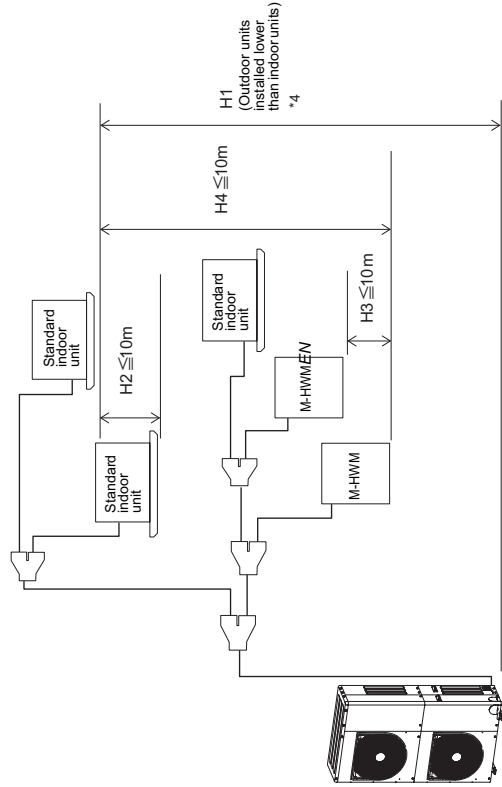 Standard
indoor
unit
Standard
indoor
unit
H2 ≦10m
Standard
indoor
unit
M-HWMEN
M-HWM
H3 ≦10m
H4 ≦10m
H1
(Outdoor units
installed lower
than indoor units)
*4